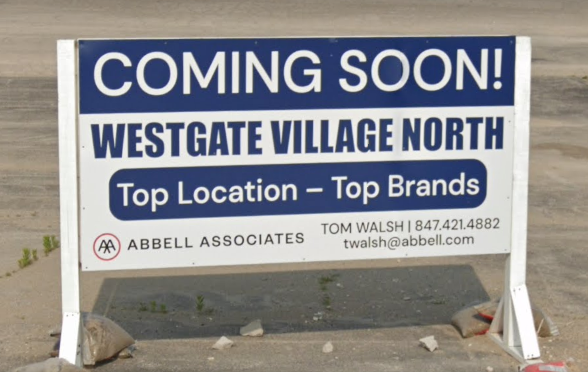 COMING SOON!
WESTGATE VILLAGE NORTH
Top Location – Top Brands
AA ABBELL ASSOCIATES
TOM WALSH | 847.421.4882
twalsh@abbell.com